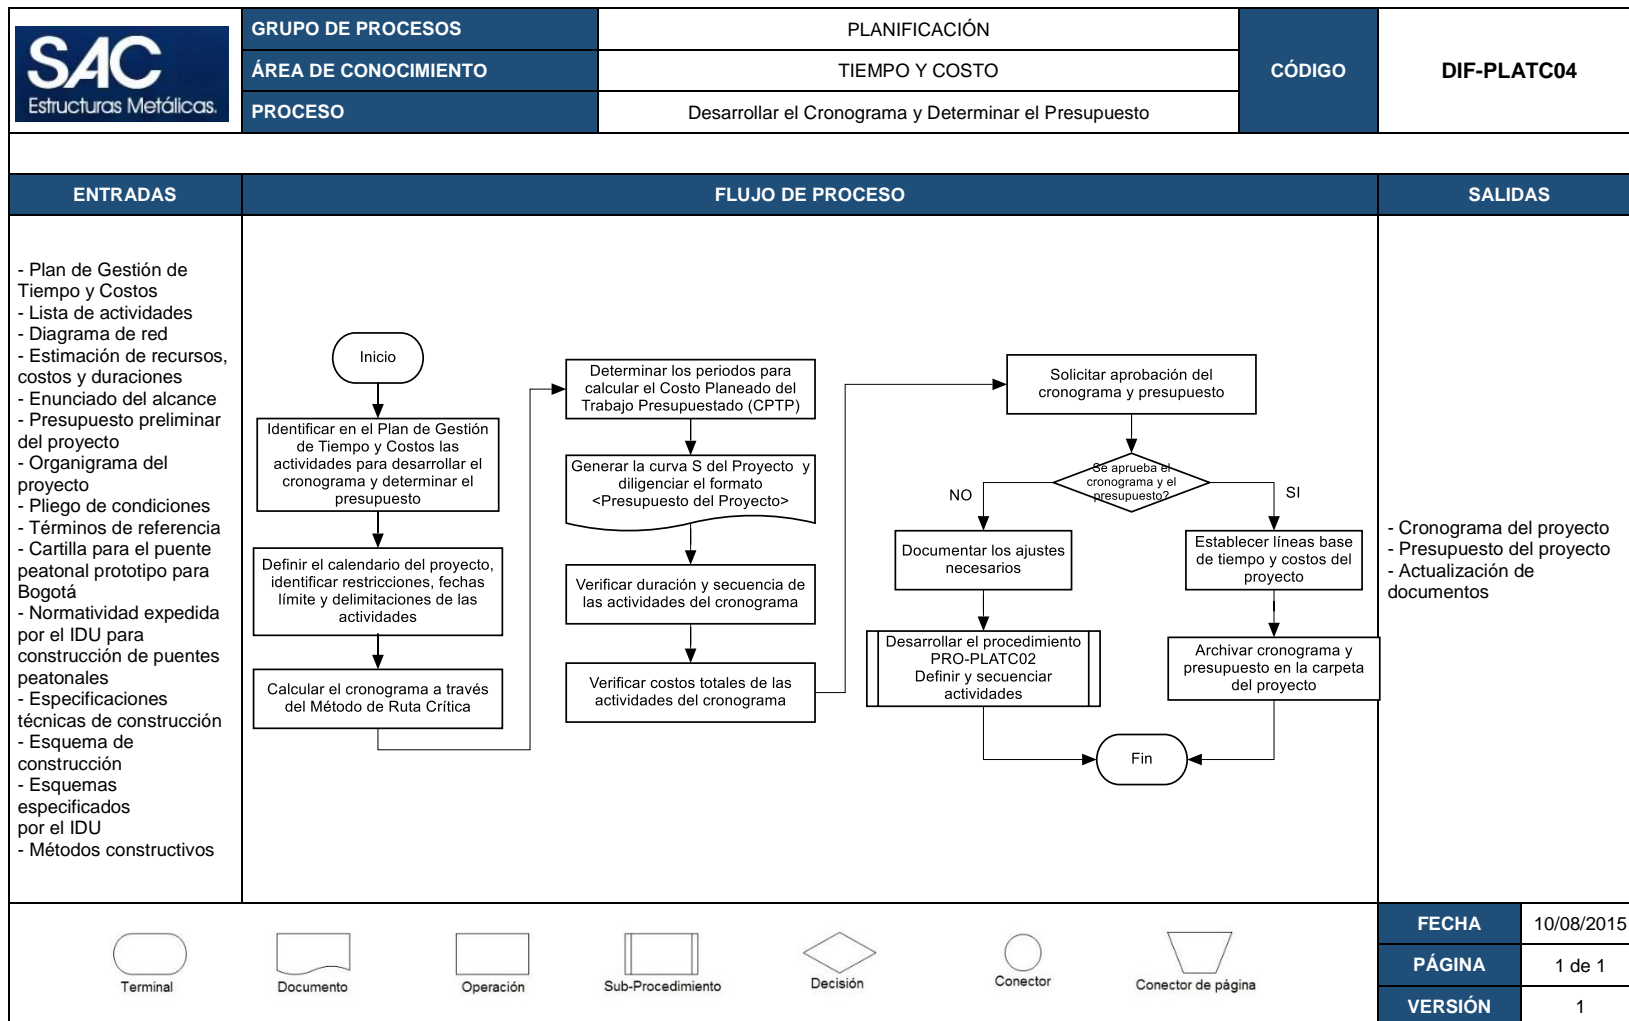 SAC
Estructuras Metálicas.
GRUPO DE PROCESOS
PLANIFICACIÓN
ÁREA DE CONOCIMIENTO
TIEMPO Y COSTO
PROCESO
Desarrollar el Cronograma y Determinar el Presupuesto
CÓDIGO
DIF-PLATC04
ENTRADAS
FLUJO DE PROCESO
SALIDAS
- Plan de Gestión de
Tiempo y Costos
- Lista de actividades
- Diagrama de red
- Estimación de recursos,
costos y duraciones
- Enunciado del alcance
- Presupuesto preliminar
del proyecto
- Organigrama del
proyecto
- Pliego de condiciones
- Términos de referencia
- Cartilla para el puente
peatonal prototipo para
Bogotá
- Normatividad expedida
por el IDU para
construcción de puentes
peatonales
- Especificaciones
técnicas de construcción
- Esquema de
construcción
- Esquemas
especificados
por el IDU
- Métodos constructivos
Inicio
Identificar en el Plan de Gestión
de Tiempo y Costos las
actividades para desarrollar el
cronograma y determinar el
presupuesto
Definir el calendario del proyecto,
identificar restricciones, fechas
límite y delimitaciones de las
actividades
Calcular el cronograma a través
del Método de Ruta Crítica
Determinar los periodos para
calcular el Costo Planeado del
Trabajo Presupuestado (CPTP)
Generar la curva S del Proyecto y
diligenciar el formato
<Presupuesto del Proyecto>
Verificar duración y secuencia de
las actividades del cronograma
Verificar costos totales de las
actividades del cronograma
Solicitar aprobación del
cronograma y presupuesto
Se aprueba el
cronograma y el
presupuesto?
NO
SI
Documentar los ajustes
necesarios
Desarrollar el procedimiento
PRO-PLATC02
Definir y secuenciar
actividades
Establecer líneas base
de tiempo y costos del
proyecto
Archivar cronograma y
presupuesto en la carpeta
del proyecto
Fin
- Cronograma del proyecto
- Presupuesto del proyecto
- Actualización de
documentos
Terminal
Documento
Operación
Sub-Procedimiento
Decisión
Conector
Conector de página
FECHA
10/08/2015
PÁGINA
1 de 1
VERSIÓN
1